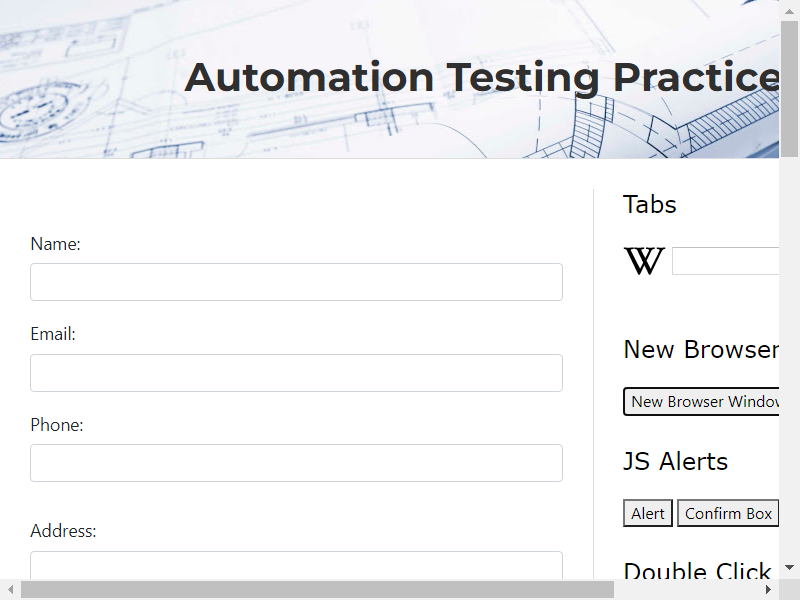 Automation Testing Practice
Tabs
Name:
W
New Browser
Email:
New Browser Window
Phone:
JS Alerts
Alert
Confirm Box
Address:
Double Click